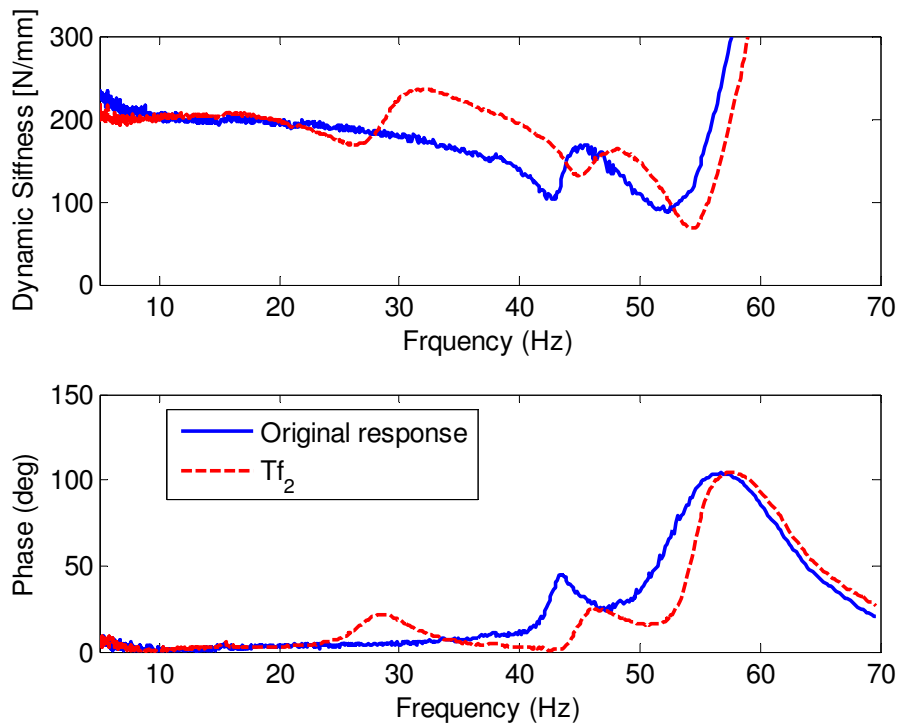 300
200
100
0
Dynamic Siffness [N/mm]
10 20 30 40 50 60 70
Frquency (Hz)
150
100
50
0
Phase (deg)
Original response
Tf_2
10 20 30 40 50 60 70
Frequency (Hz)